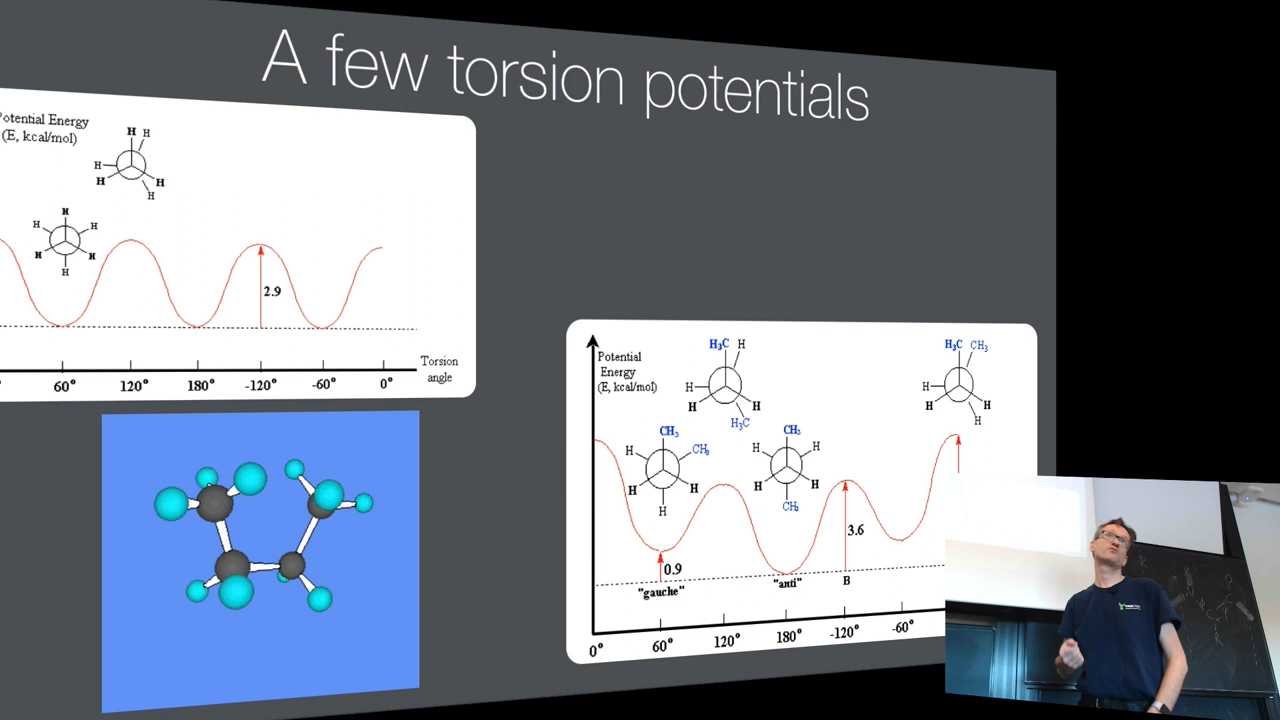 A few torsion potentials
Potential Energy
(E, kcal/mol)
H H
H
H H
H
H
H H
H H
H
2.9
Torsion
angle
60° 120° 180° -120° -60° 0°
Potential
Energy
(E, kcal/mol)
H₃C H
H
H H
H₃C
H₃C CH₃
H
H H
H
CH₃
H CH₃
H H
H
CH₃
H H
H H
CH₃
0.9
3.6
"gauche" "anti" B
0° 60° 120° 180° -120° -60°